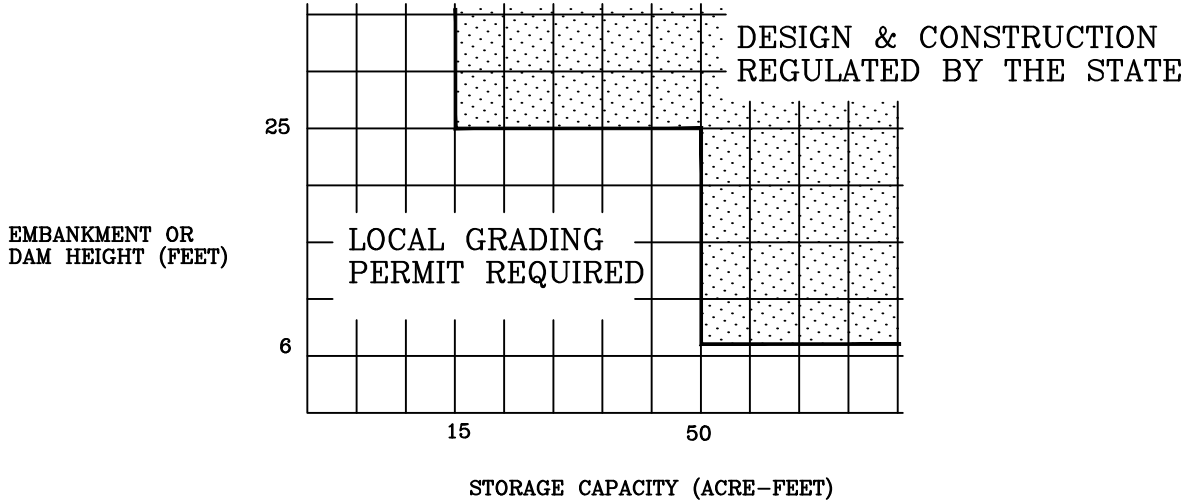 DESIGN & CONSTRUCTION
REGULATED BY THE STATE
25
EMBANKMENT OR
DAM HEIGHT (FEET)
LOCAL GRADING
PERMIT REQUIRED
6
15
50
STORAGE CAPACITY (ACRE-FEET)